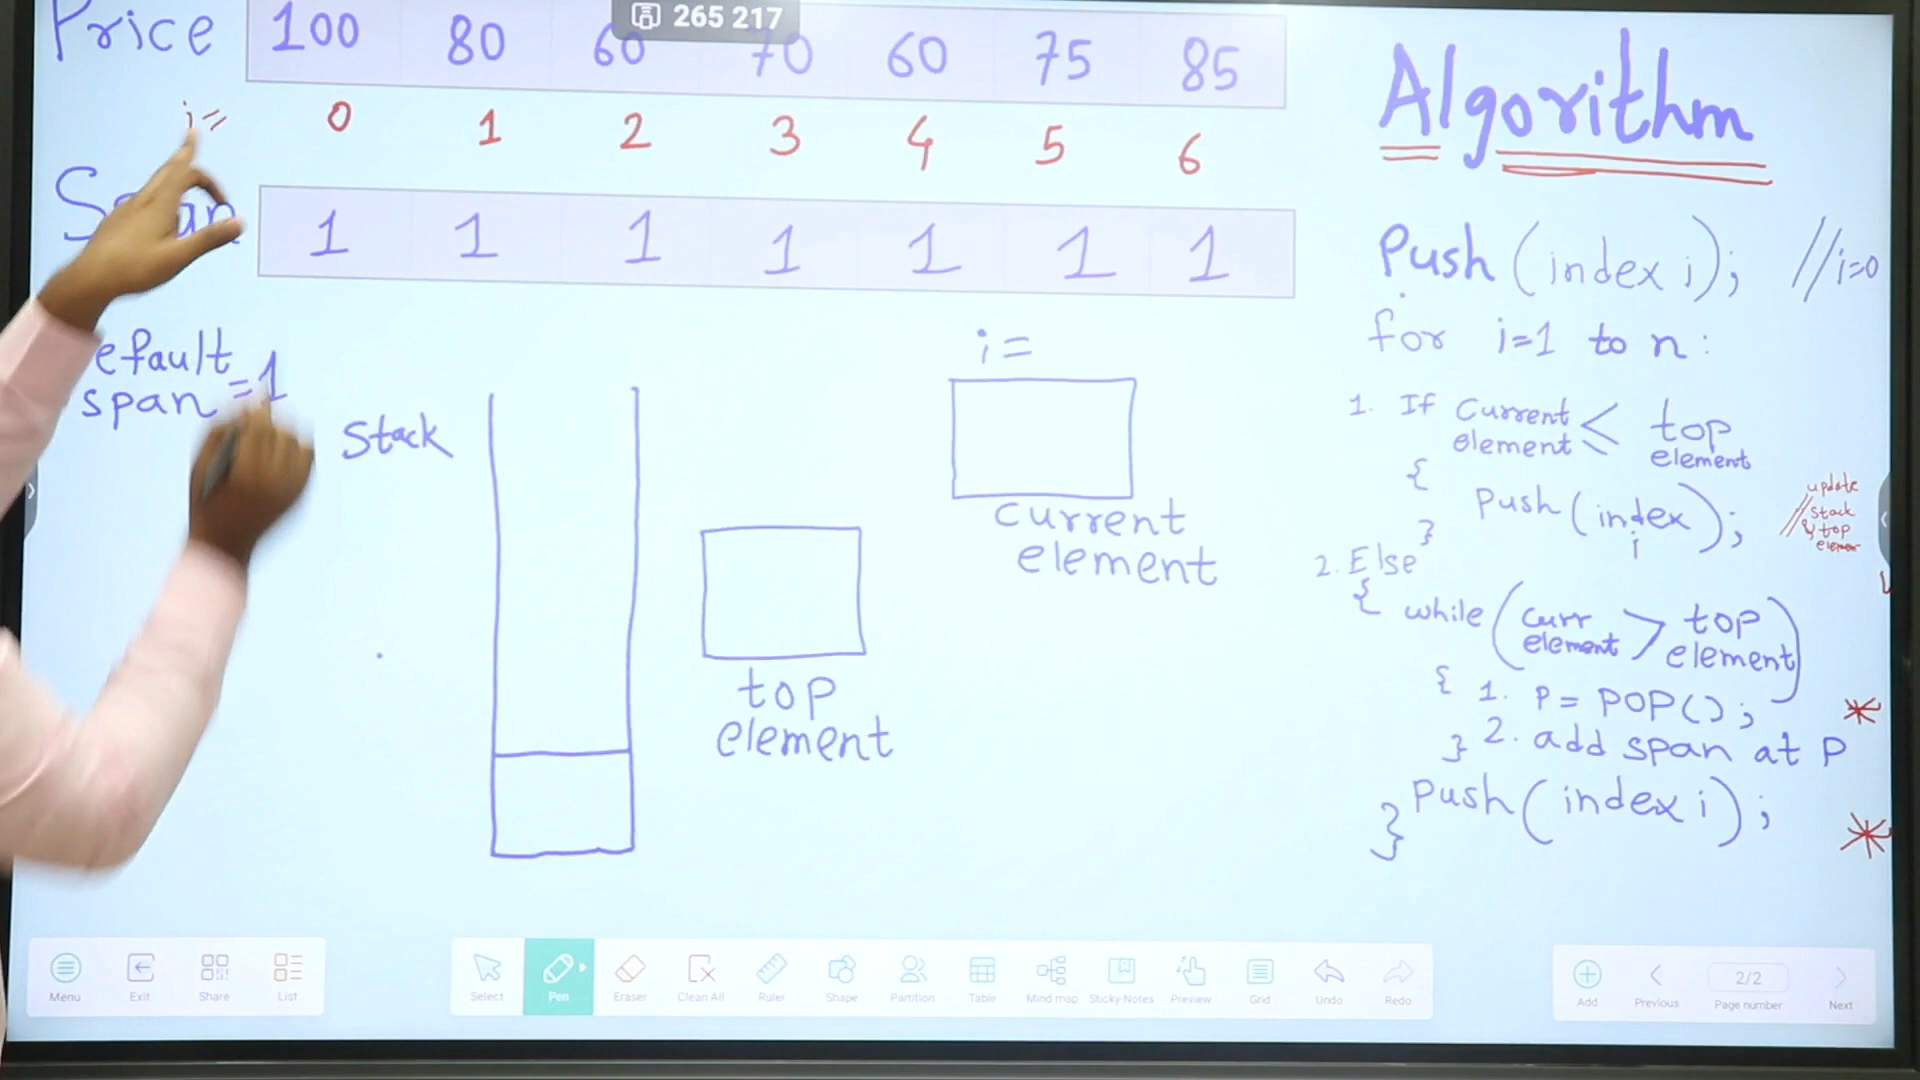 265 217
Price 100 80 60 70 60 75 85
i= 0 1 2 3 4 5 6
Span 1 1 1 1 1 1 1
efault
span =1
Stack
top
element
i=
current
element
Algorithm
Push (index i); //i=0
for i=1 to n:
1. If Current element ≤ top element
{
Push (index i);
}
// update
stack
& top
element
2. Else
{ while (curr element > top element)
{ 1. P = POP();
} 2. add span at P
Push (index i);
}
Menu Exit Share List
Select Pen Eraser Clean All Ruler Shape Partition Table Mind map Sticky Notes Preview Grid Undo Redo
Add Previous 2/2 Page number Next